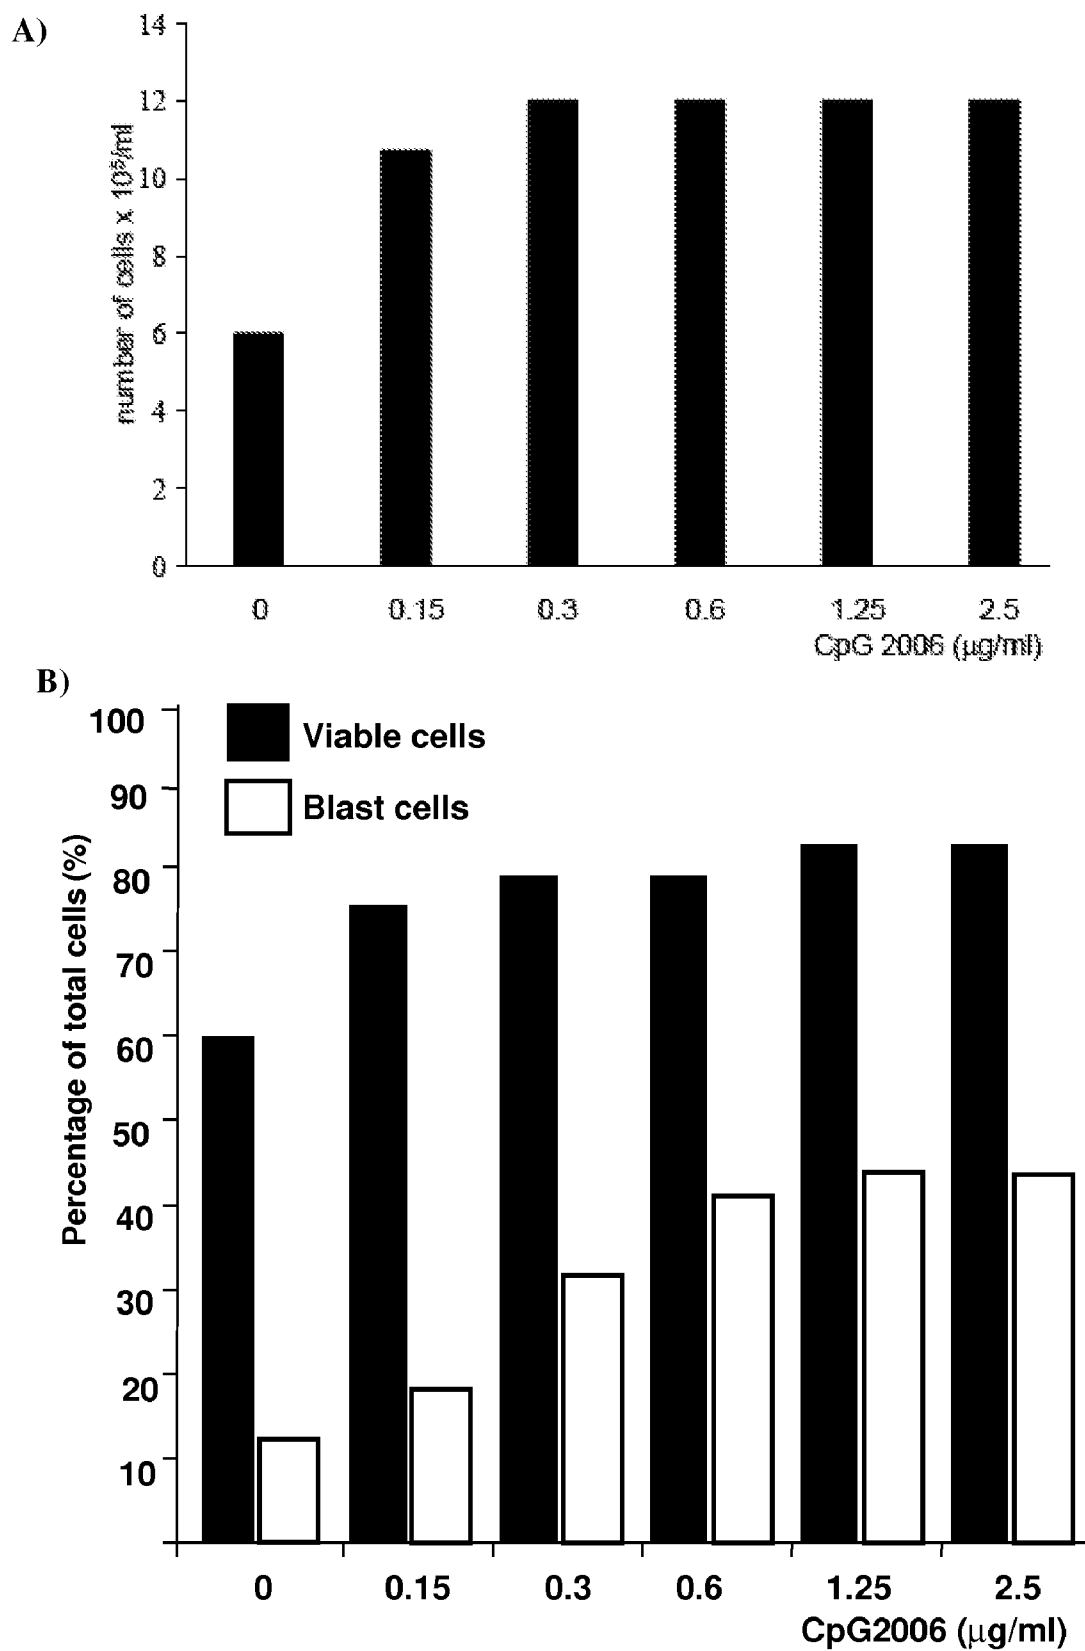 A)
14
12
10
8
6
4
2
0
number of cells x 10⁵/ml
0 0.15 0.3 0.6 1.25 2.5
CpG 2006 (µg/ml)
B)
Viable cells
Blast cells
100
90
80
70
60
50
40
30
20
10
Percentage of total cells (%)
0 0.15 0.3 0.6 1.25 2.5
CpG2006 (µg/ml)